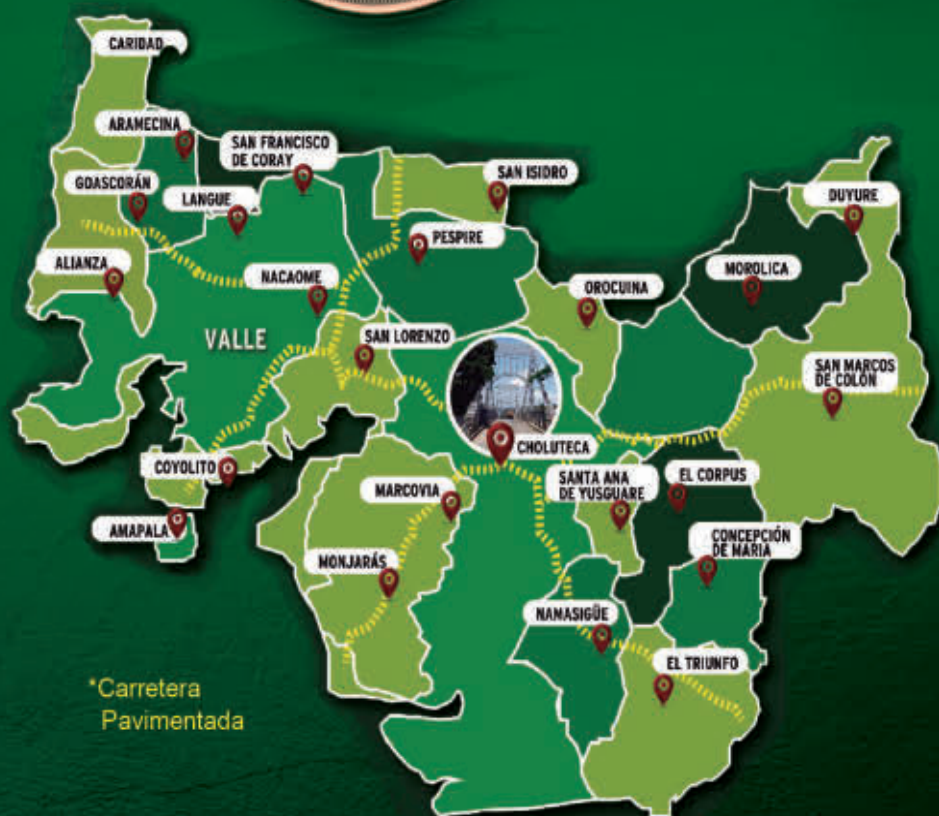 CARIDAD
ARAMECINA
SAN FRANCISCO
DE CORAY
GOASCORÁN
LANGUE
SAN ISIDRO
DUYURE
PESPIRE
ALIANZA
NACAOME
OROCUINA
MOROLICA
VALLE
SAN LORENZO
SAN MARCOS
DE COLÓN
CHOLUTECA
COYOLITO
MARCOVIA
SANTA ANA
DE YUSGUARE
EL CORPUS
AMAPALA
CONCEPCIÓN
DE MARIA
MONJARÁS
NAMASIGÜE
EL TRIUNFO
*Carretera
Pavimentada